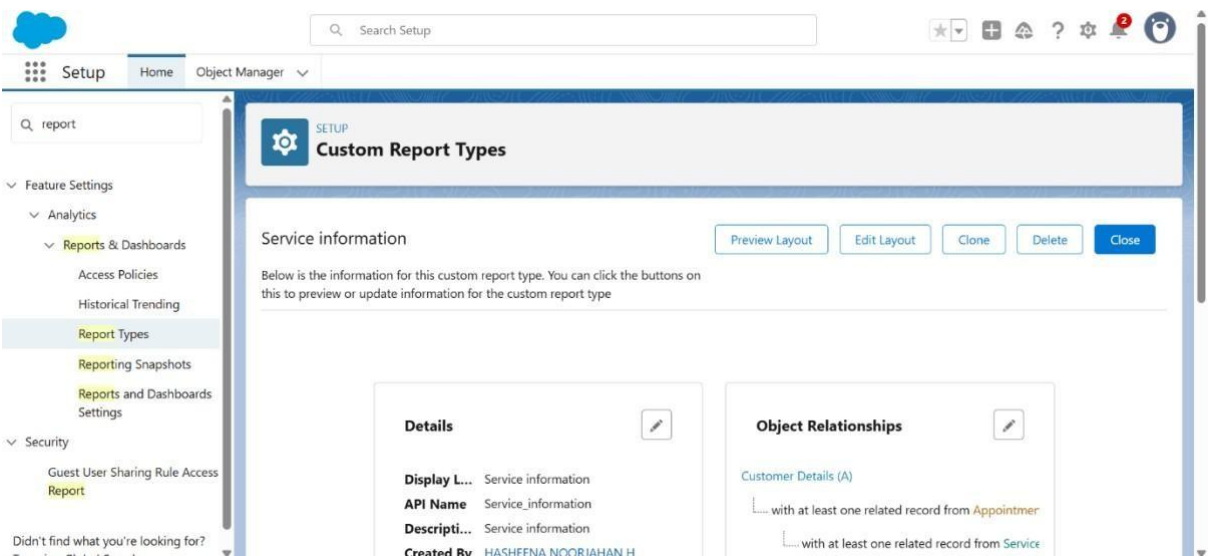 Search Setup
2
Setup
Home
Object Manager
report
SETUP
Custom Report Types
Feature Settings
Analytics
Reports & Dashboards
Access Policies
Historical Trending
Report Types
Reporting Snapshots
Reports and Dashboards
Settings
Security
Guest User Sharing Rule Access
Report
Didn't find what you're looking for?
Service information
Preview Layout
Edit Layout
Clone
Delete
Close
Below is the information for this custom report type. You can click the buttons on
this to preview or update information for the custom report type
Details
Display L... Service information
API Name Service_information
Descripti... Service information
Created By HASHEENA NOORJAHAN H
Object Relationships
Customer Details (A)
with at least one related record from Appointmen
with at least one related record from Service